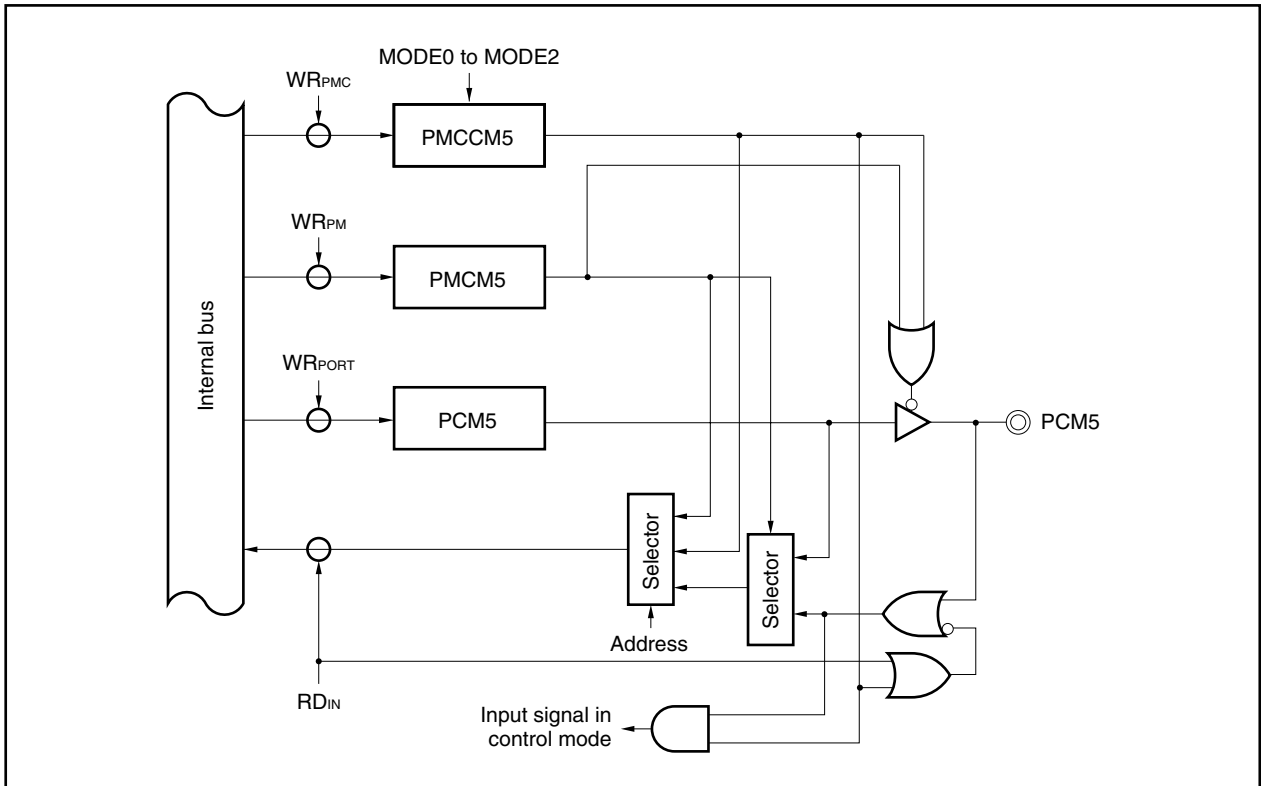 MODE0 to MODE2
WRPMC
PMCCM5
WRPM
PMCM5
Internal bus
WRPORT
PCM5
PCM5
Selector
Selector
Address
RDIN
Input signal in
control mode